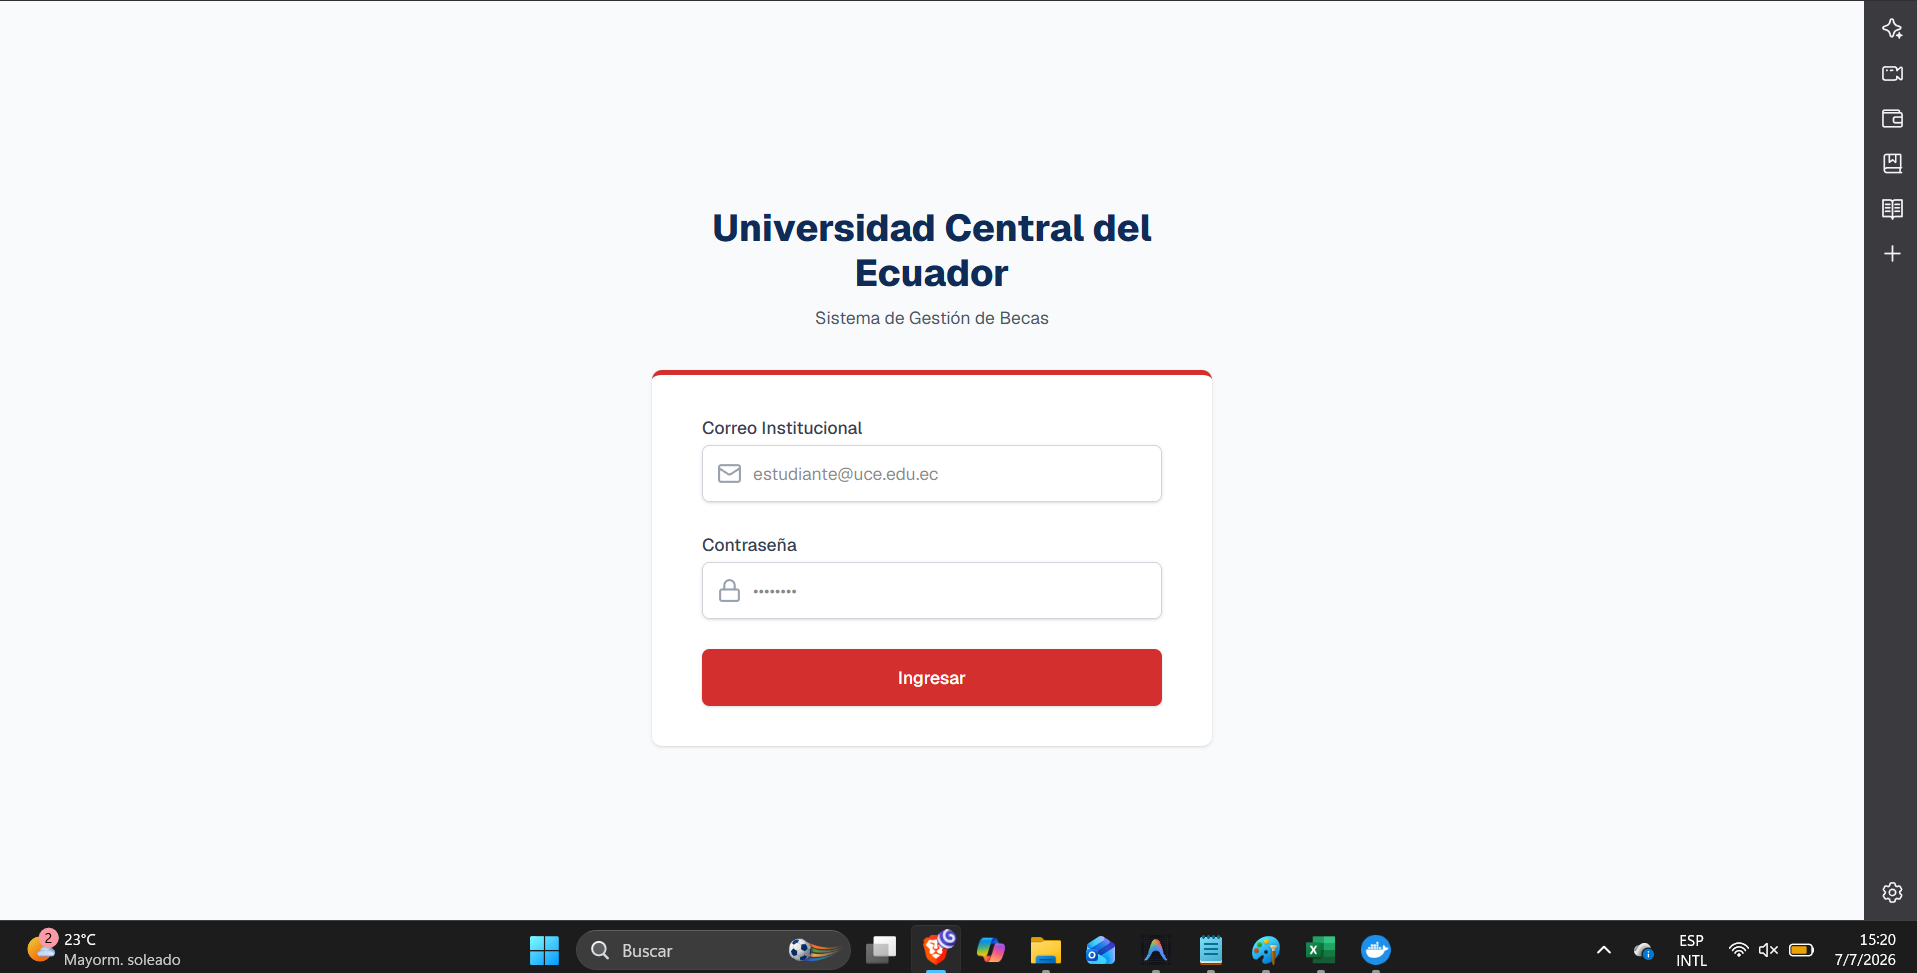 Universidad Central del
Ecuador
Sistema de Gestión de Becas
Correo Institucional
estudiante@uce.edu.ec
Contraseña
••••••••
Ingresar
2
23°C
Mayorm. soleado
Buscar
ESP
INTL
15:20
7/7/2026